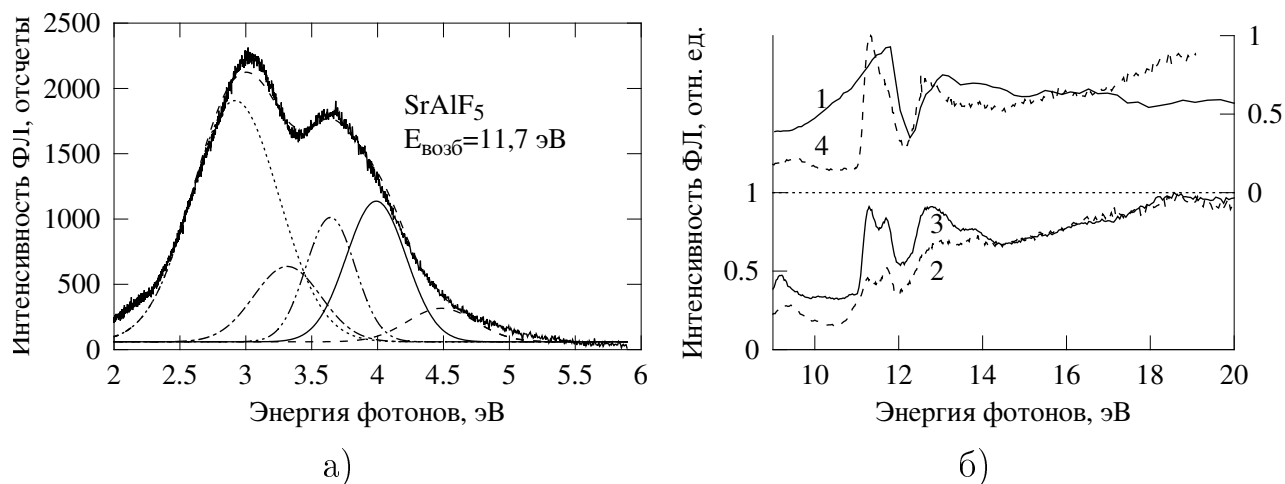 Интенсивность ФЛ, отсчеты
2500
2000
1500
1000
500
0
SrAlF5
Eвозб=11,7 эВ
2 2.5 3 3.5 4 4.5 5 5.5 6
Энергия фотонов, эВ
а)
Интенсивность ФЛ, отн. ед.
1
0.5
0
1
0.5
0
1
4
3
2
10 12 14 16 18 20
Энергия фотонов, эВ
б)